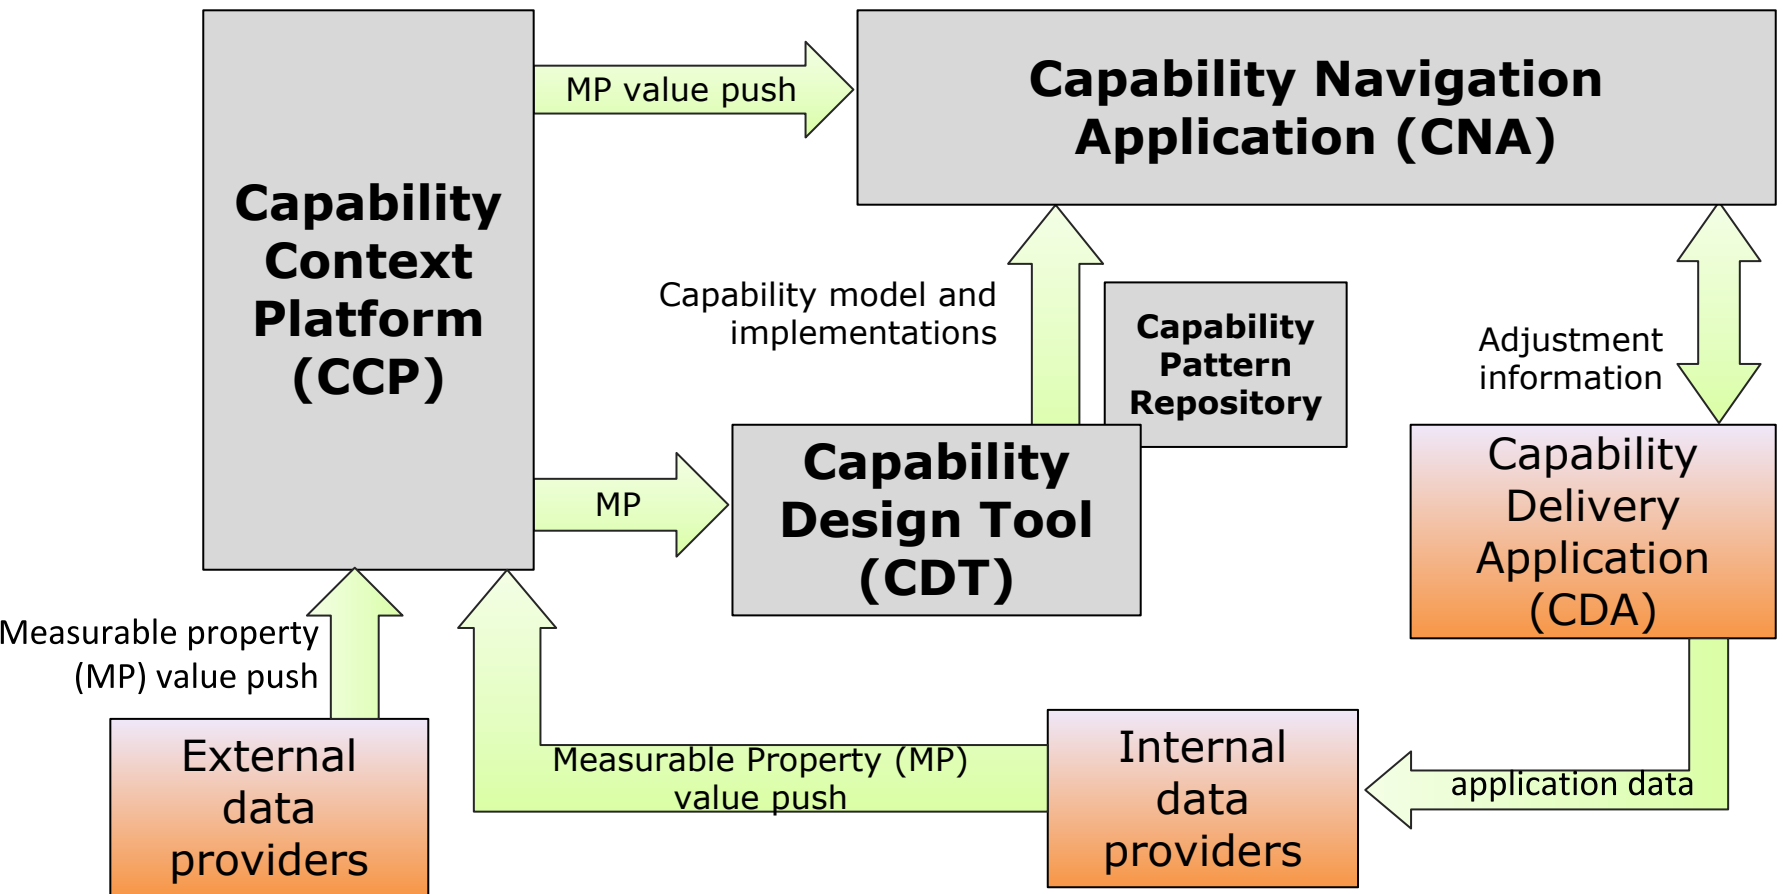 MP value push
Capability Navigation
Application (CNA)
Capability
Context
Platform
(CCP)
Capability model and
implementations
Capability
Pattern
Repository
Adjustment
information
MP
Capability
Design Tool
(CDT)
Capability
Delivery
Application
(CDA)
Measurable property
(MP) value push
External
data
providers
Measurable Property (MP)
value push
Internal
data
providers
application data